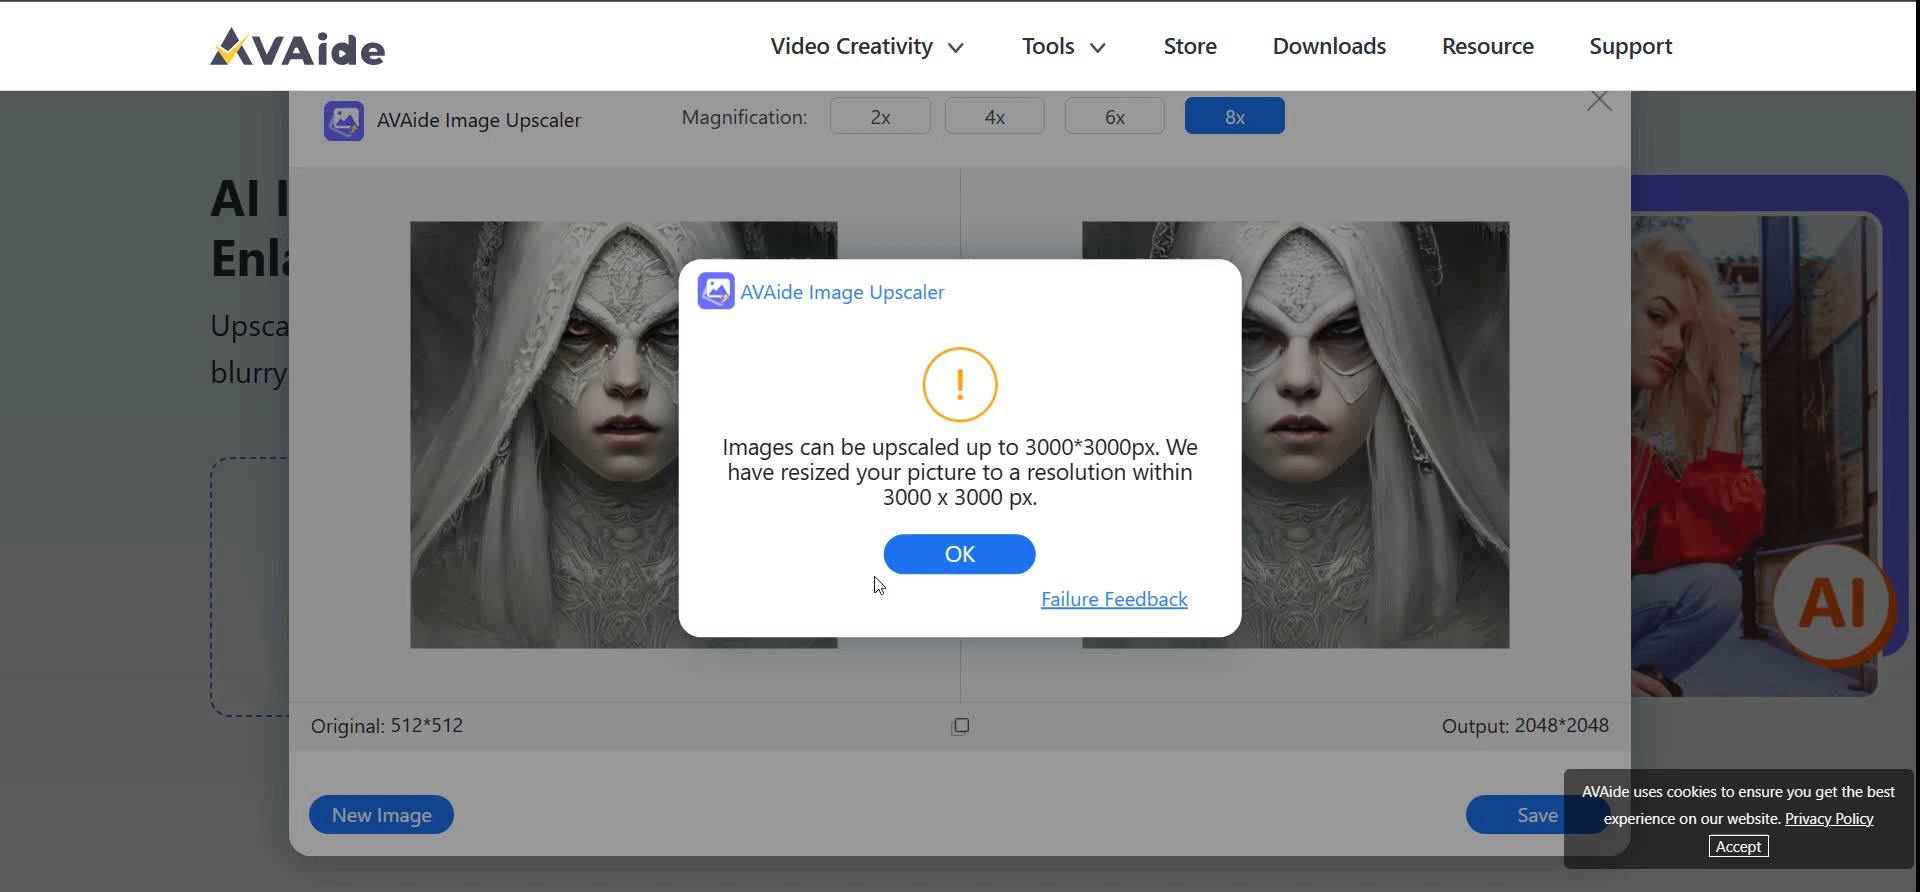 AVAide
Video Creativity
Tools
Store
Downloads
Resource
Support
AVAide Image Upscaler
Magnification:
2x
4x
6x
8x
AI
Upsca
blurry
AVAide Image Upscaler
!
Images can be upscaled up to 3000*3000px. We
have resized your picture to a resolution within
3000 x 3000 px.
OK
Failure Feedback
AI
Original: 512*512
Output: 2048*2048
New Image
Save
AVAide uses cookies to ensure you get the best
experience on our website. Privacy Policy
Accept